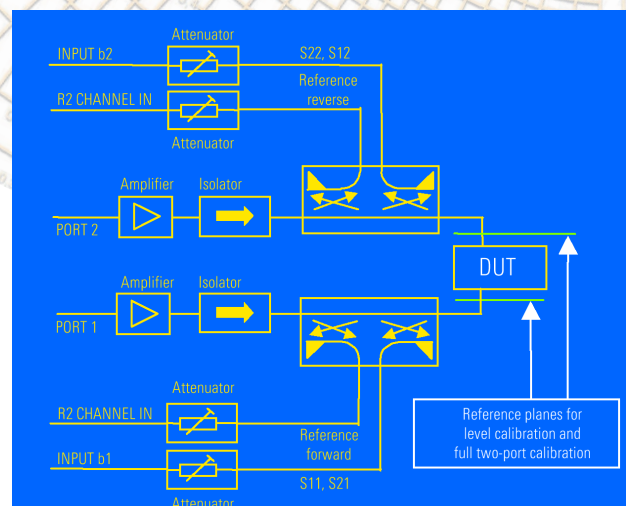 Attenuator
INPUT b2
S22, S12
Reference
reverse
R2 CHANNEL IN
Attenuator
Amplifier
Isolator
PORT 2
DUT
Amplifier
Isolator
PORT 1
Attenuator
R2 CHANNEL IN
Reference
forward
INPUT b1
S11, S21
Attenuator
Reference planes for
level calibration and
full two-port calibration